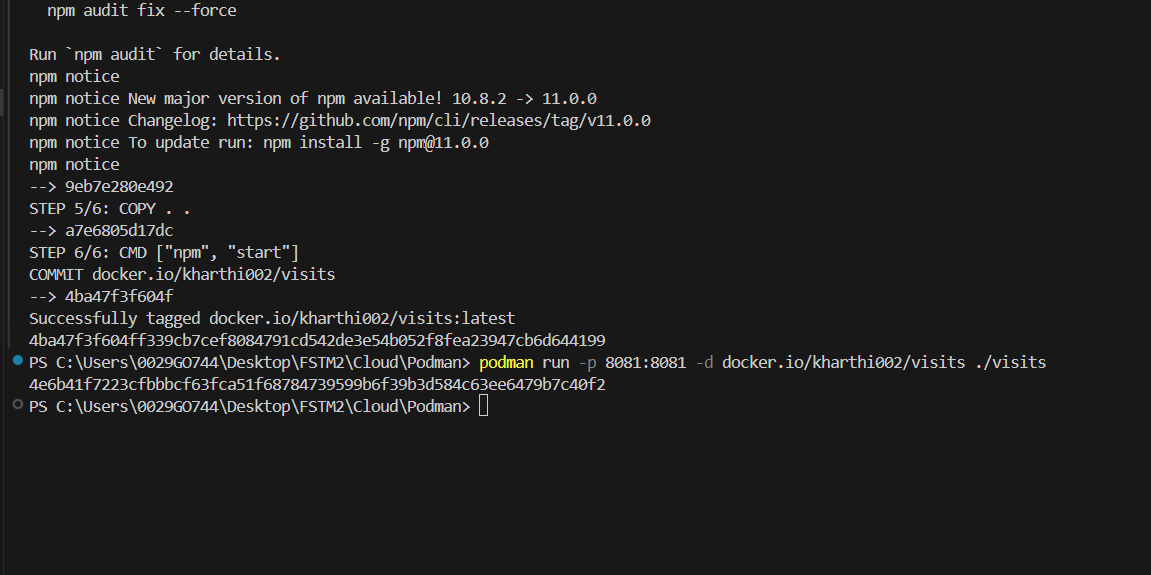 npm audit fix --force
Run `npm audit` for details.
npm notice
npm notice New major version of npm available! 10.8.2 -> 11.0.0
npm notice Changelog: https://github.com/npm/cli/releases/tag/v11.0.0
npm notice To update run: npm install -g npm@11.0.0
npm notice
--> 9eb7e280e492
STEP 5/6: COPY . .
--> a7e6805d17dc
STEP 6/6: CMD ["npm", "start"]
COMMIT docker.io/kharthi002/visits
--> 4ba47f3f604f
Successfully tagged docker.io/kharthi002/visits:latest
4ba47f3f604ff339cb7cef8084791cd542de3e54b052f8fea23947cb6d644199
PS C:\Users\0029GO744\Desktop\FSTM2\Cloud\Podman> podman run -p 8081:8081 -d docker.io/kharthi002/visits ./visits
4e6b41f7223cfbbbcf63fca51f68784739599b6f39b3d584c63ee6479b7c40f2
PS C:\Users\0029GO744\Desktop\FSTM2\Cloud\Podman>